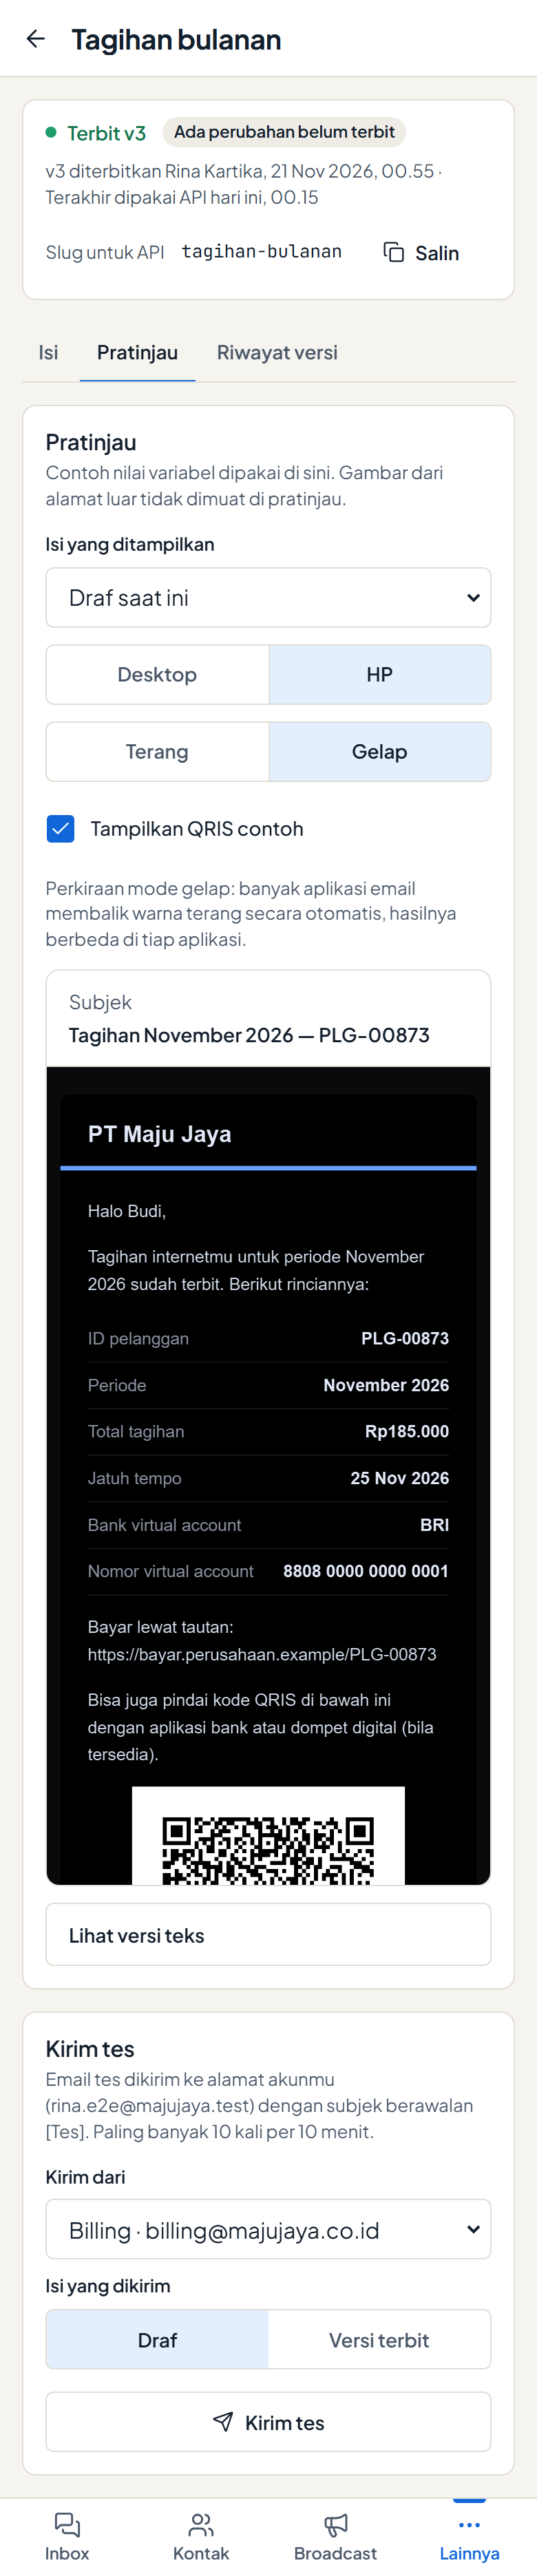 Tagihan bulanan
Terbit v3
Ada perubahan belum terbit
v3 diterbitkan Rina Kartika, 21 Nov 2026, 00.55 ·
Terakhir dipakai API hari ini, 00.15
Slug untuk API tagihan-bulanan Salin
Isi Pratinjau Riwayat versi
Pratinjau
Contoh nilai variabel dipakai di sini. Gambar dari
alamat luar tidak dimuat di pratinjau.
Isi yang ditampilkan
Draf saat ini
Desktop HP
Terang Gelap
Tampilkan QRIS contoh
Perkiraan mode gelap: banyak aplikasi email
membalik warna terang secara otomatis, hasilnya
berbeda di tiap aplikasi.
Subjek
Tagihan November 2026 — PLG-00873
PT Maju Jaya
Halo Budi,
Tagihan internetmu untuk periode November
2026 sudah terbit. Berikut rinciannya:
ID pelanggan PLG-00873
Periode November 2026
Total tagihan Rp185.000
Jatuh tempo 25 Nov 2026
Bank virtual account BRI
Nomor virtual account 8808 0000 0000 0001
Bayar lewat tautan:
https://bayar.perusahaan.example/PLG-00873
Bisa juga pindai kode QRIS di bawah ini
dengan aplikasi bank atau dompet digital (bila
tersedia).
Lihat versi teks
Kirim tes
Email tes dikirim ke alamat akunmu
(rina.e2e@majujaya.test) dengan subjek berawalan
[Tes]. Paling banyak 10 kali per 10 menit.
Kirim dari
Billing · billing@majujaya.co.id
Isi yang dikirim
Draf Versi terbit
Kirim tes
Inbox Kontak Broadcast Lainnya